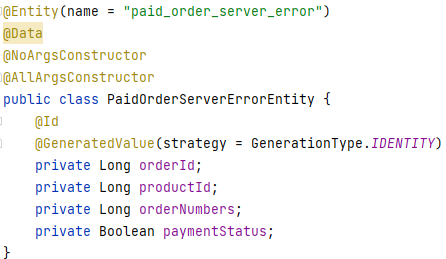 @Entity(name = "paid_order_server_error")
@Data
@NoArgsConstructor
@AllArgsConstructor
public class PaidOrderServerErrorEntity {
    @Id
    @GeneratedValue(strategy = GenerationType.IDENTITY)
    private Long orderId;
    private Long productId;
    private Long orderNumbers;
    private Boolean paymentStatus;
}